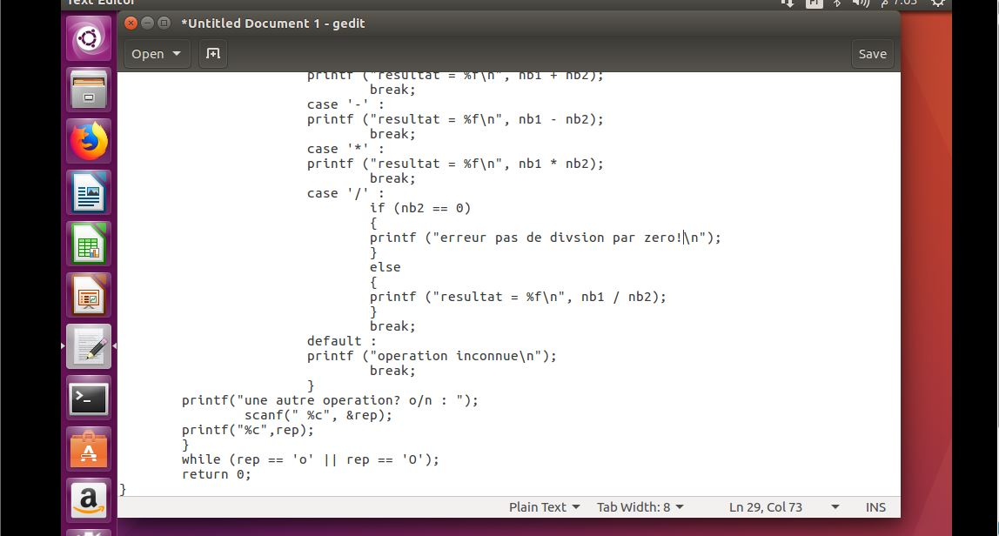 Text Editor
Fr
7:05
*Untitled Document 1 - gedit
Open
Save
printf ("resultat = %f\n", nb1 + nb2);
break;
case '-' :
printf ("resultat = %f\n", nb1 - nb2);
break;
case '*' :
printf ("resultat = %f\n", nb1 * nb2);
break;
case '/' :
if (nb2 == 0)
{
printf ("erreur pas de divsion par zero!\n");
}
else
{
printf ("resultat = %f\n", nb1 / nb2);
}
break;
default :
printf ("operation inconnue\n");
break;
}
printf("une autre operation? o/n : ");
scanf(" %c", &rep);
printf("%c",rep);
}
while (rep == 'o' || rep == 'O');
return 0;
}
Plain Text
Tab Width: 8
Ln 29, Col 73
INS